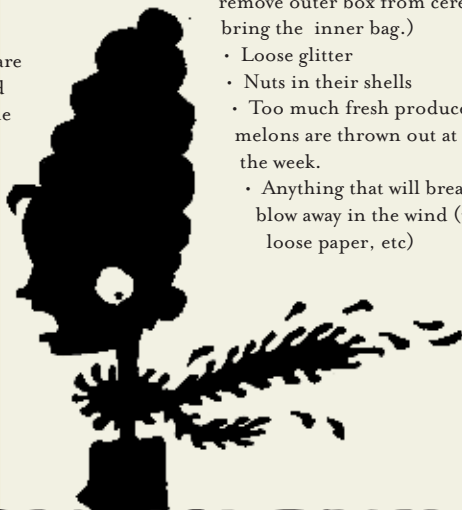 are
remove outer box from cere
bring the inner bag.)
· Loose glitter
· Nuts in their shells
· Too much fresh produce
melons are thrown out at
the week.
· Anything that will brea
blow away in the wind (
loose paper, etc)